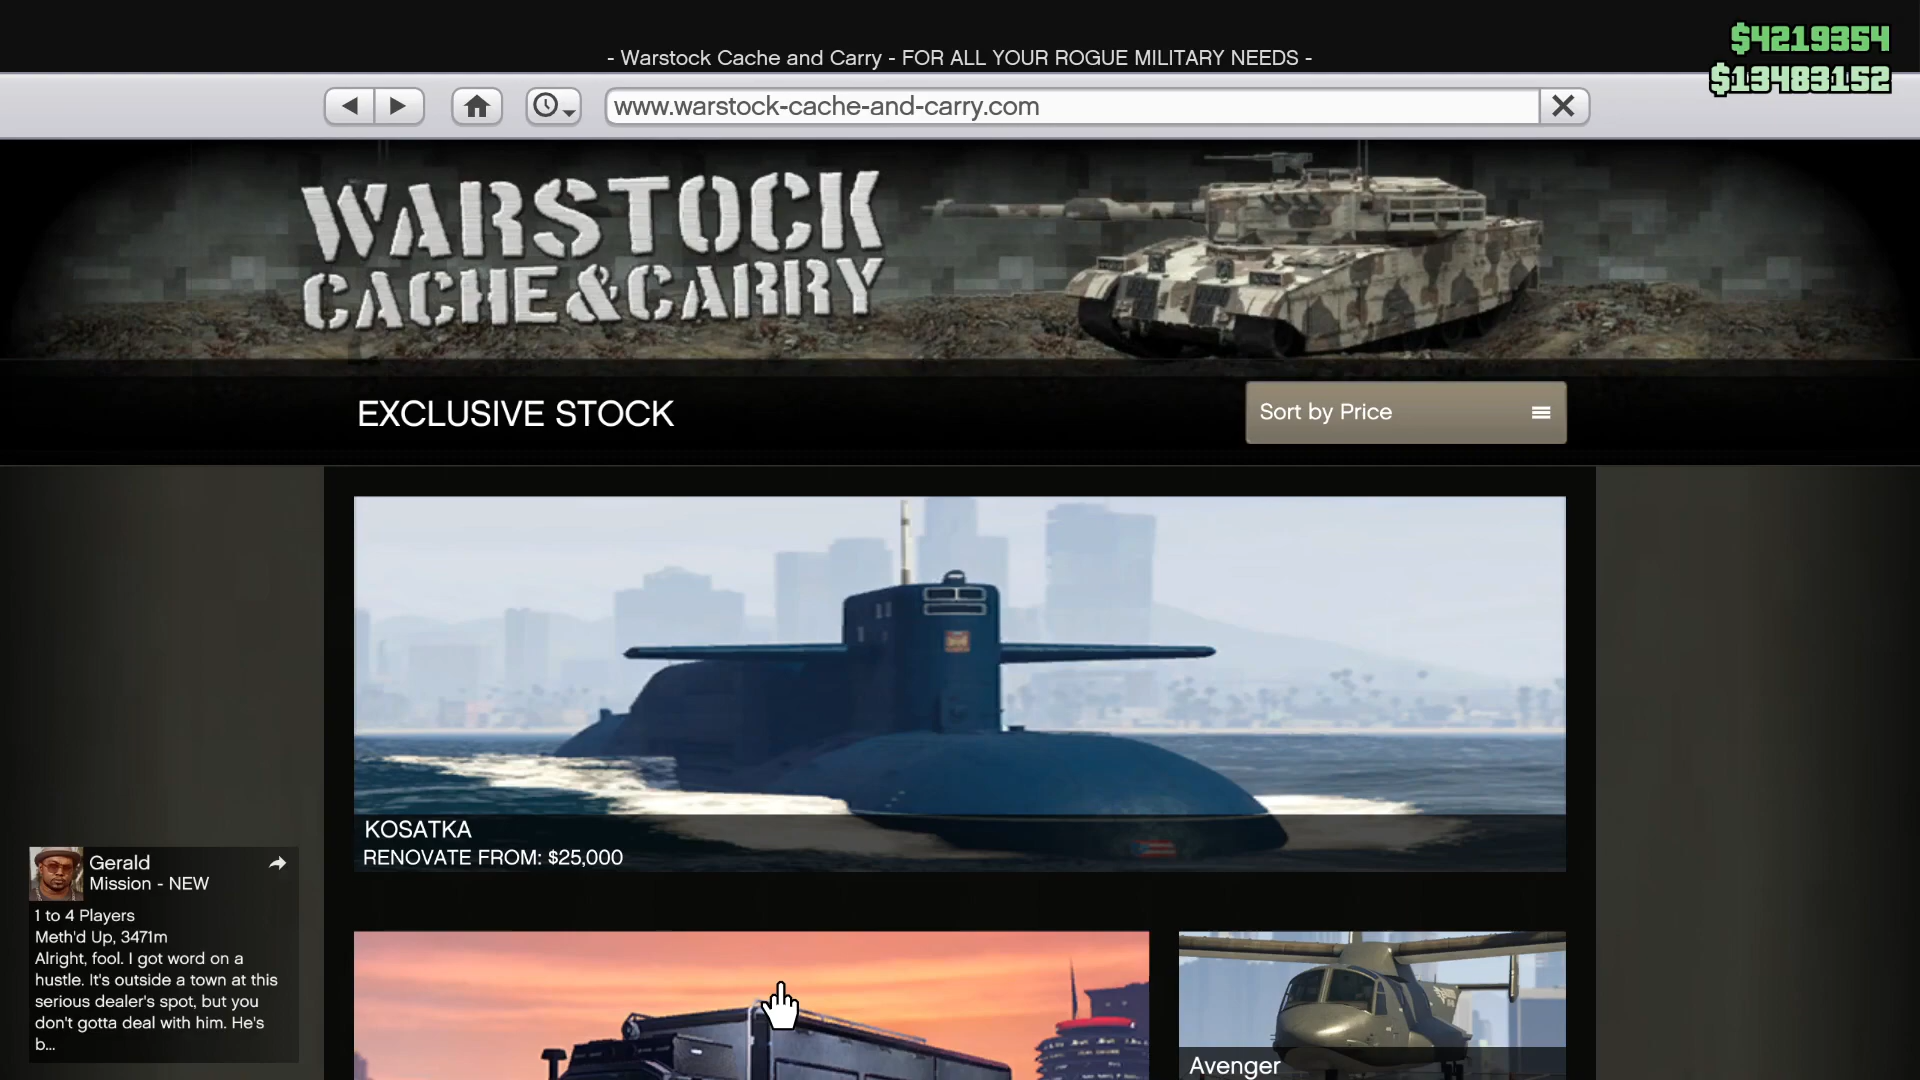 - Warstock Cache and Carry - FOR ALL YOUR ROGUE MILITARY NEEDS -
$4219354
$13483152
www.warstock-cache-and-carry.com
WARSTOCK
CACHE&CARRY
EXCLUSIVE STOCK
Sort by Price
KOSATKA
RENOVATE FROM: $25,000
Gerald
Mission - NEW
1 to 4 Players
Meth'd Up, 3471m
Alright, fool. I got word on a
hustle. It's outside a town at this
serious dealer's spot, but you
don't gotta deal with him. He's
b...
Avenger